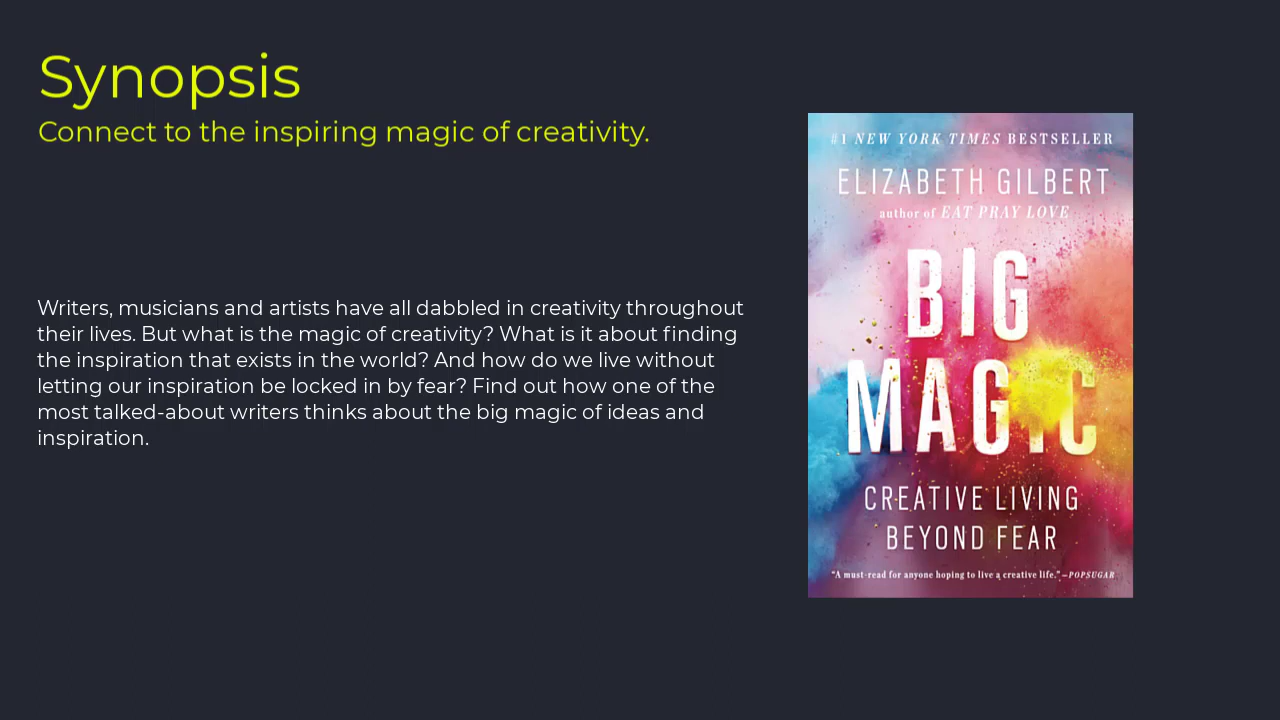 Synopsis
Connect to the inspiring magic of creativity.
Writers, musicians and artists have all dabbled in creativity throughout
their lives. But what is the magic of creativity? What is it about finding
the inspiration that exists in the world? And how do we live without
letting our inspiration be locked in by fear? Find out how one of the
most talked-about writers thinks about the big magic of ideas and
inspiration.
#1 NEW YORK TIMES BESTSELLER
ELIZABETH GILBERT
author of EAT PRAY LOVE
BIG
MAGIC
CREATIVE LIVING
BEYOND FEAR
“A must-read for anyone hoping to live a creative life.” —POPSUGAR